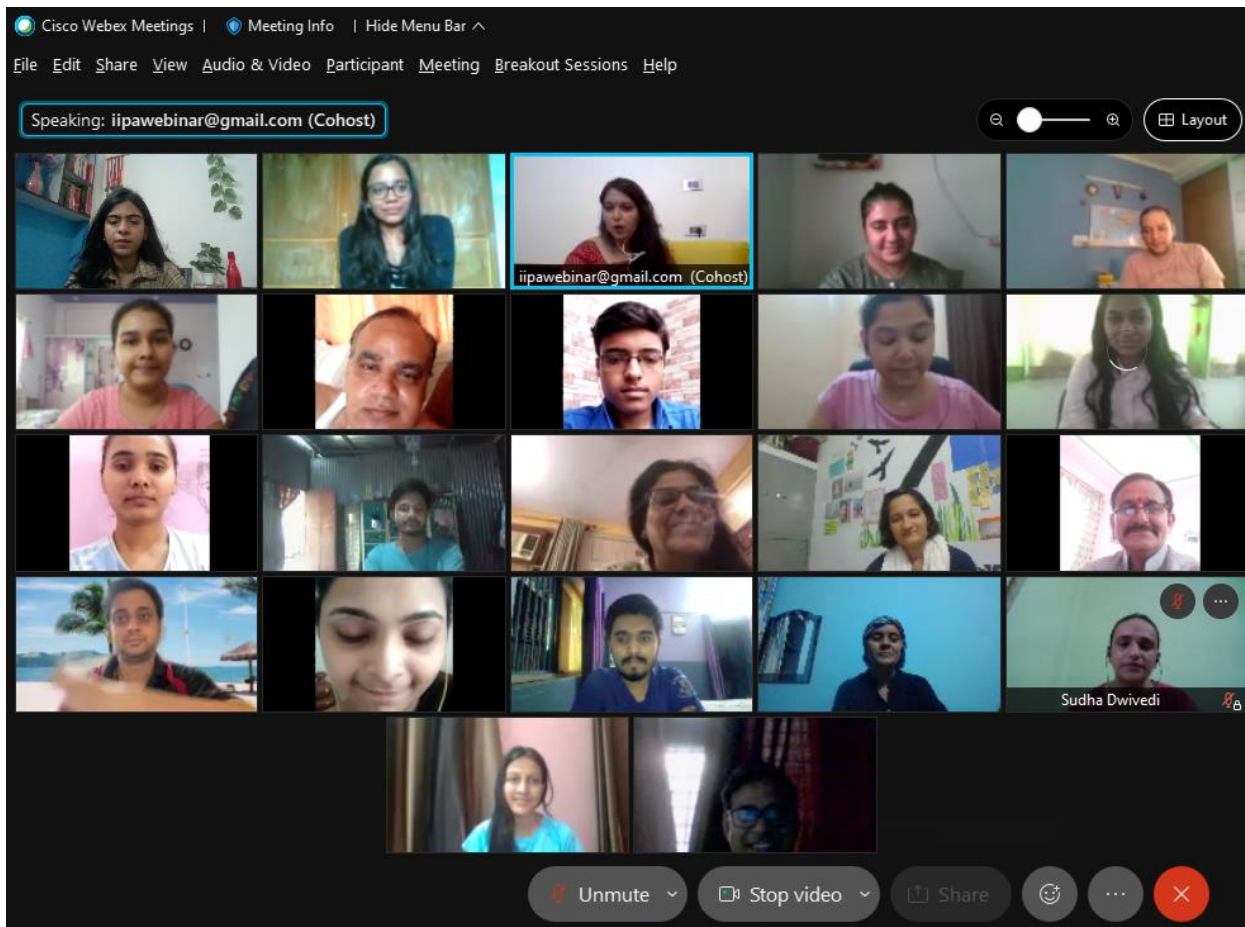 Cisco Webex Meetings | Meeting Info | Hide Menu Bar
File Edit Share View Audio & Video Participant Meeting Breakout Sessions Help
Speaking: iipawebinar@gmail.com (Cohost)
Layout
iipawebinar@gmail.com (Cohost)
Sudha Dwivedi
Unmute
Stop video
Share